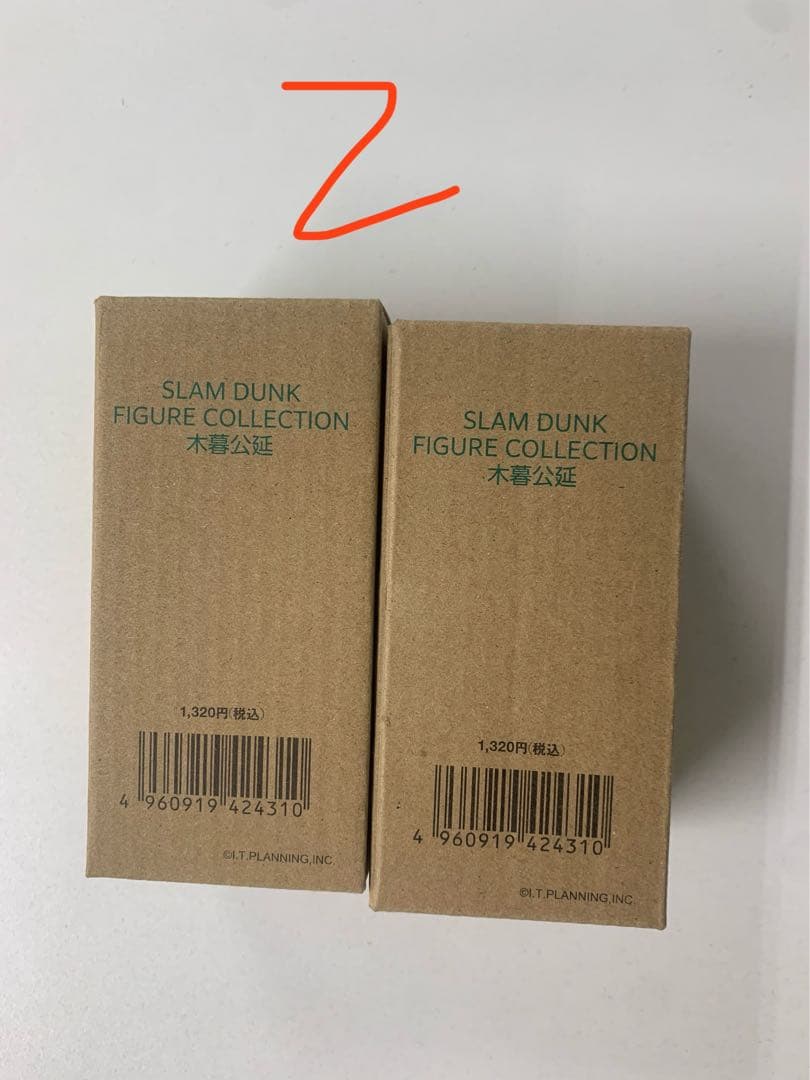 Z
SLAM DUNK
FIGURE COLLECTION
木暮公延
1,320円(税込)
4 960919 424310
©I.T.PLANNING,INC.
SLAM DUNK
FIGURE COLLECTION
木暮公延
1,320円(税込)
4 960919 424310
©I.T.PLANNING,INC.